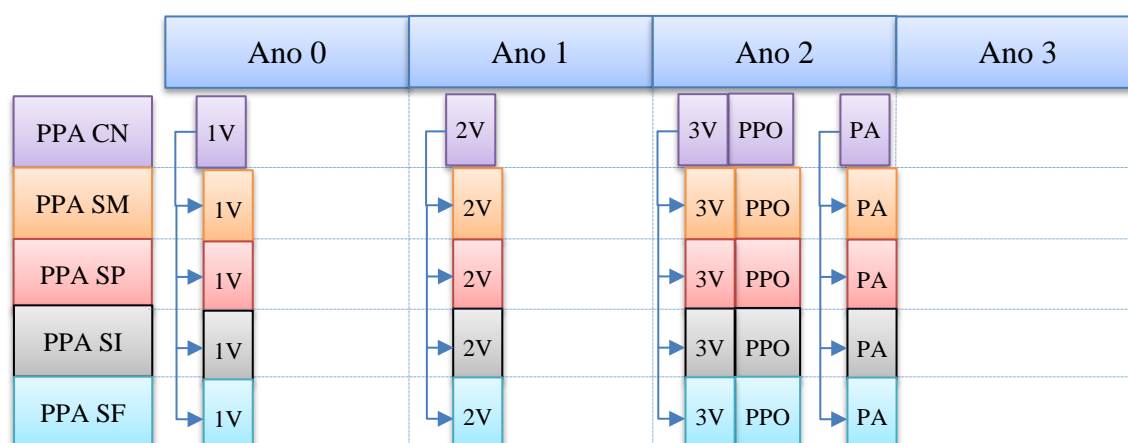 Ano 0 Ano 1 Ano 2 Ano 3
PPA CN 1V 2V 3V PPO PA
PPA SM 1V 2V 3V PPO PA
PPA SP 1V 2V 3V PPO PA
PPA SI 1V 2V 3V PPO PA
PPA SF 1V 2V 3V PPO PA